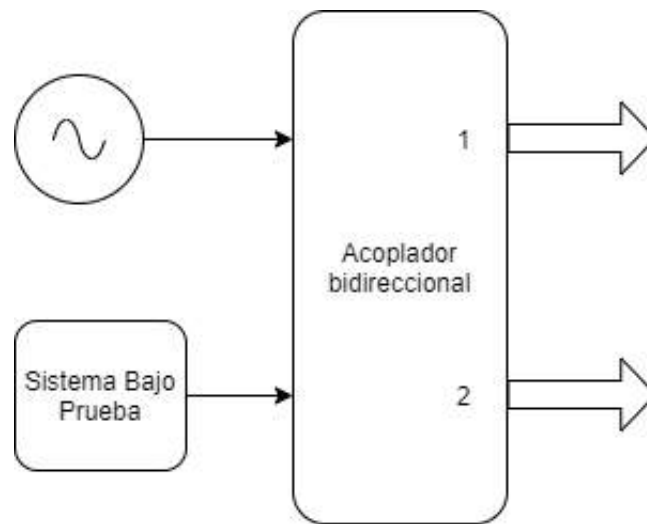 1
Acoplador
bidireccional
Sistema Bajo
Prueba
2